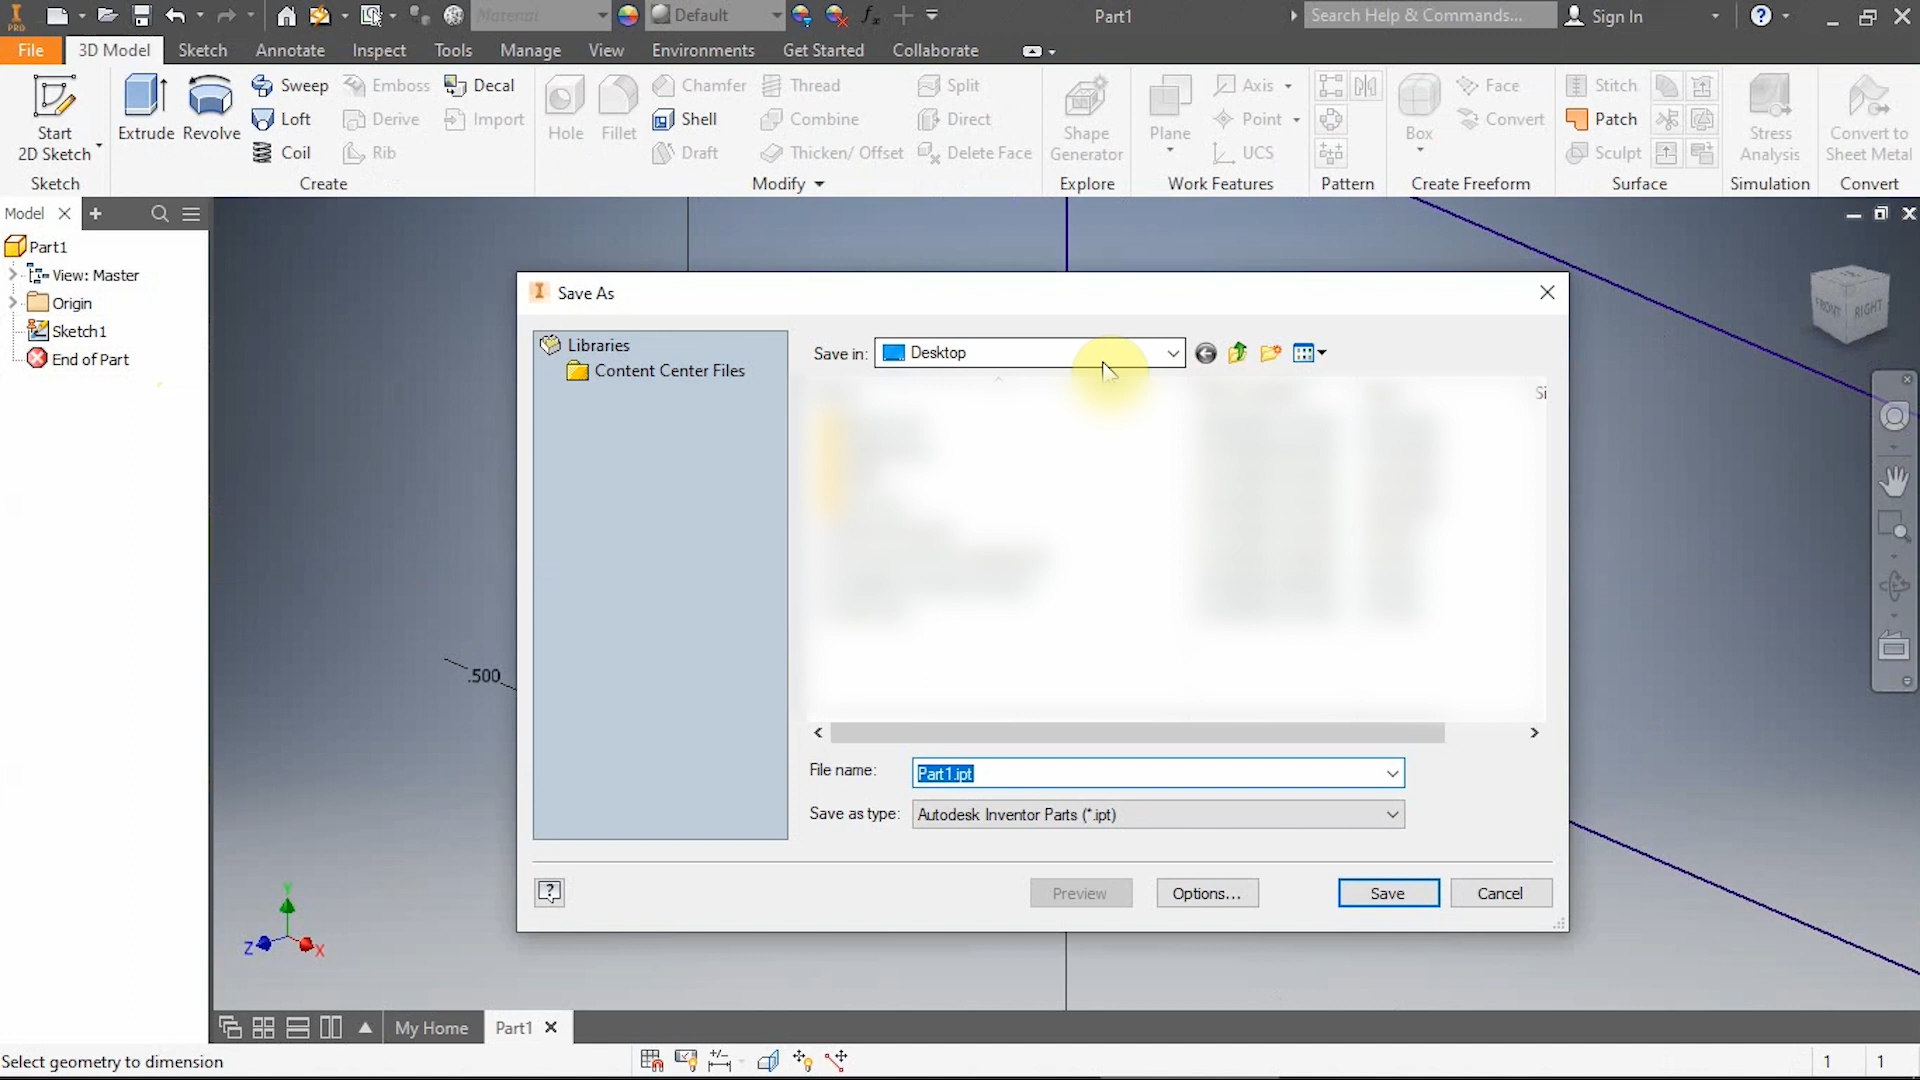 PRO Material Default Part1 Search Help & Commands... Sign In
File 3D Model Sketch Annotate Inspect Tools Manage View Environments Get Started Collaborate
Start
2D Sketch
Sketch
Extrude Revolve
Sweep Emboss Decal
Loft Derive Import
Coil Rib
Create
Hole Fillet
Chamfer Thread Split
Shell Combine Direct
Draft Thicken/ Offset Delete Face
Modify
Shape
Generator
Explore
Plane Axis
Point
UCS
Work Features
Pattern
Box Face
Convert
Create Freeform
Stitch
Patch
Sculpt
Surface
Stress
Analysis
Simulation
Convert to
Sheet Metal
Convert
Model
Part1
View: Master
Origin
Sketch1
End of Part
FRONT RIGHT
Save As
Libraries
Content Center Files
Save in: Desktop
Si
File name: Part1.ipt
Save as type: Autodesk Inventor Parts (*.ipt)
Preview Options... Save Cancel
.500
Y
Z X
My Home Part1
Select geometry to dimension 1 1